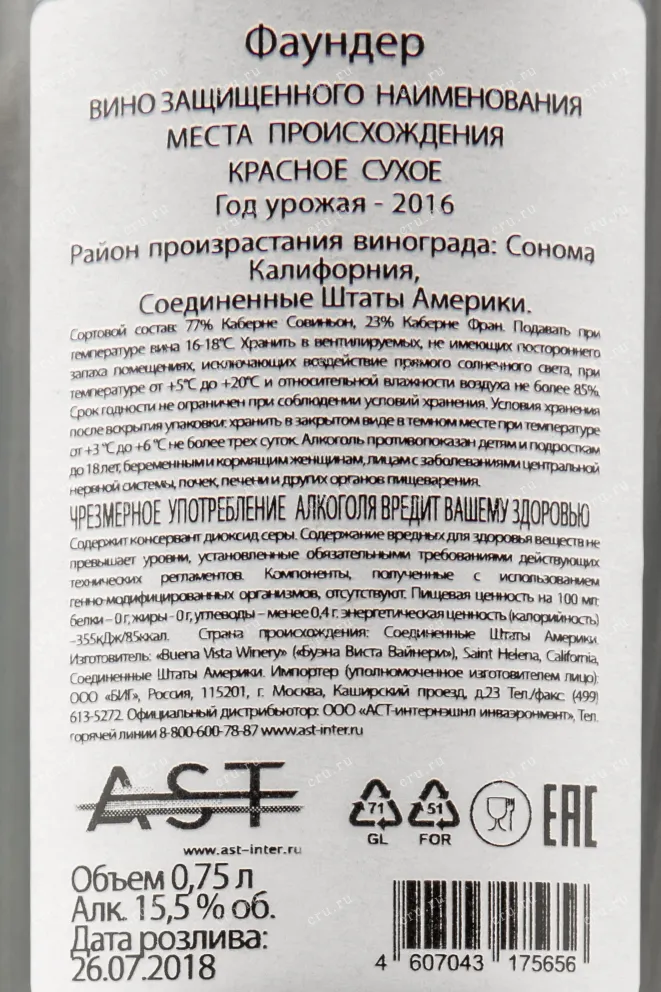 Фаундер
ВИНО ЗАЩИЩЕННОГО НАИМЕНОВАНИЯ
МЕСТА ПРОИСХОЖДЕНИЯ
КРАСНОЕ СУХОЕ
Год урожая - 2016
Район произрастания винограда: Сонома,
Калифорния,
Соединенные Штаты Америки.
Сортовой состав: 77% Каберне Совиньон, 23% Каберне Фран. Подавать при
температуре вина 16-18°С. Хранить в вентилируемых, не имеющих постороннего
запаха помещениях, исключающих воздействие прямого солнечного света, при
температуре от +5°С до +20°С и относительной влажности воздуха не более 85%.
Срок годности не ограничен при соблюдении условий хранения. Условия хранения
после вскрытия упаковки: хранить в закрытом виде в темном месте при температуре
от +3 °С до +6 °С не более трех суток. Алкоголь противопоказан детям и подросткам
до 18 лет, беременным и кормящим женщинам, лицам с заболеваниями центральной
нервной системы, почек, печени и других органов пищеварения.
ЧРЕЗМЕРНОЕ УПОТРЕБЛЕНИЕ АЛКОГОЛЯ ВРЕДИТ ВАШЕМУ ЗДОРОВЬЮ
Содержит консервант диоксид серы. Содержание вредных для здоровья веществ не
превышает уровни, установленные обязательными требованиями действующих
технических регламентов. Компоненты, полученные с использованием
генно-модифицированных организмов, отсутствуют. Пищевая ценность на 100 мл:
белки – 0 г, жиры - 0 г, углеводы – менее 0,4 г. энергетическая ценность (калорийность)
-355кДж/85ккал. Страна происхождения: Соединенные Штаты Америки.
Изготовитель: «Buena Vista Winery» («Буэна Виста Вайнери»), Saint Helena, California,
Соединенные Штаты Америки. Импортер (уполномоченное изготовителем лицо):
ООО «БИГ», Россия, 115201, г. Москва, Каширский проезд, д.23 Тел./факс: (499)
613-5272. Официальный дистрибьютор: ООО «АСТ-интернэшнл инваэронмэнт», Тел.
горячей линии 8-800-600-78-87 www.ast-inter.ru
AST
www.ast-inter.ru
71 51 EAC
GL FOR
Объем 0,75 л
Алк. 15,5 % об.
Дата розлива:
26.07.2018
4 607043 175656